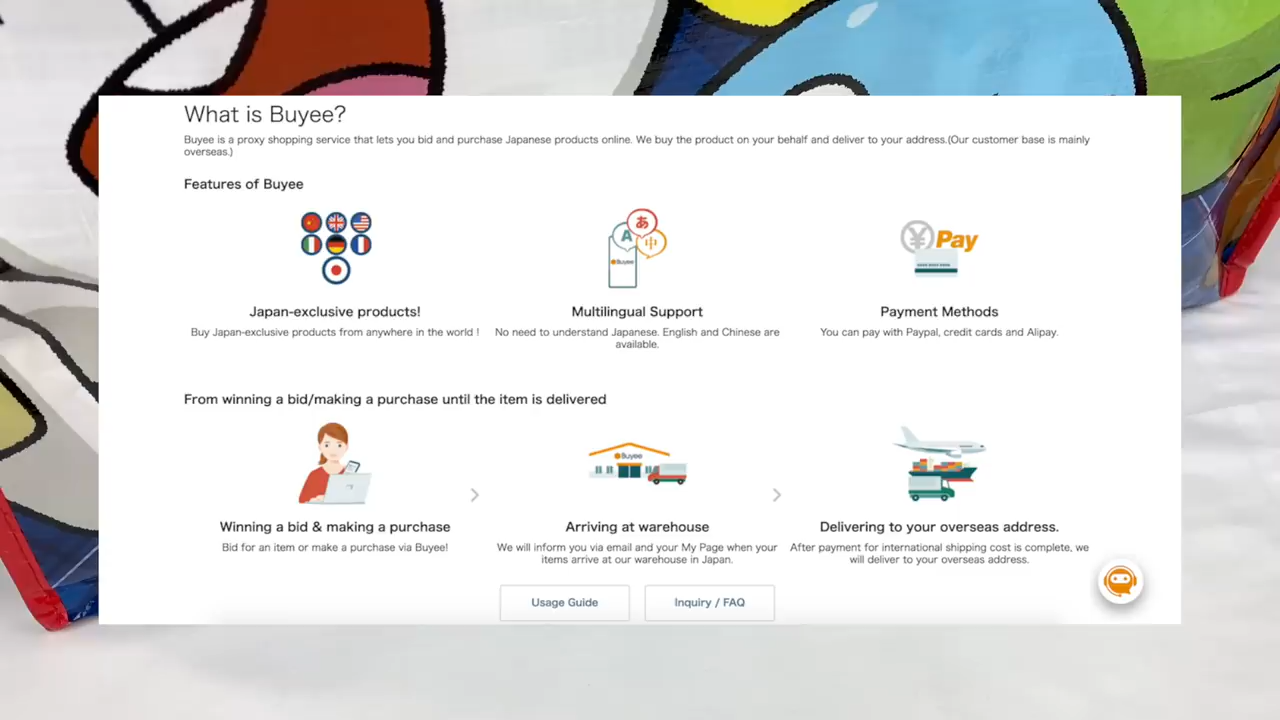 What is Buyee?
Buyee is a proxy shopping service that lets you bid and purchase Japanese products online. We buy the product on your behalf and deliver to your address.(Our customer base is mainly
overseas.)
Features of Buyee
あ
A
中
Buyee
¥Pay
Japan-exclusive products!
Multilingual Support
Payment Methods
Buy Japan-exclusive products from anywhere in the world !
No need to understand Japanese. English and Chinese are
available.
You can pay with Paypal, credit cards and Alipay.
From winning a bid/making a purchase until the item is delivered
Buyee
Winning a bid & making a purchase
Arriving at warehouse
Delivering to your overseas address.
Bid for an item or make a purchase via Buyee!
We will inform you via email and your My Page when your
items arrive at our warehouse in Japan.
After payment for international shipping cost is complete, we
will deliver to your overseas address.
Usage Guide
Inquiry / FAQ